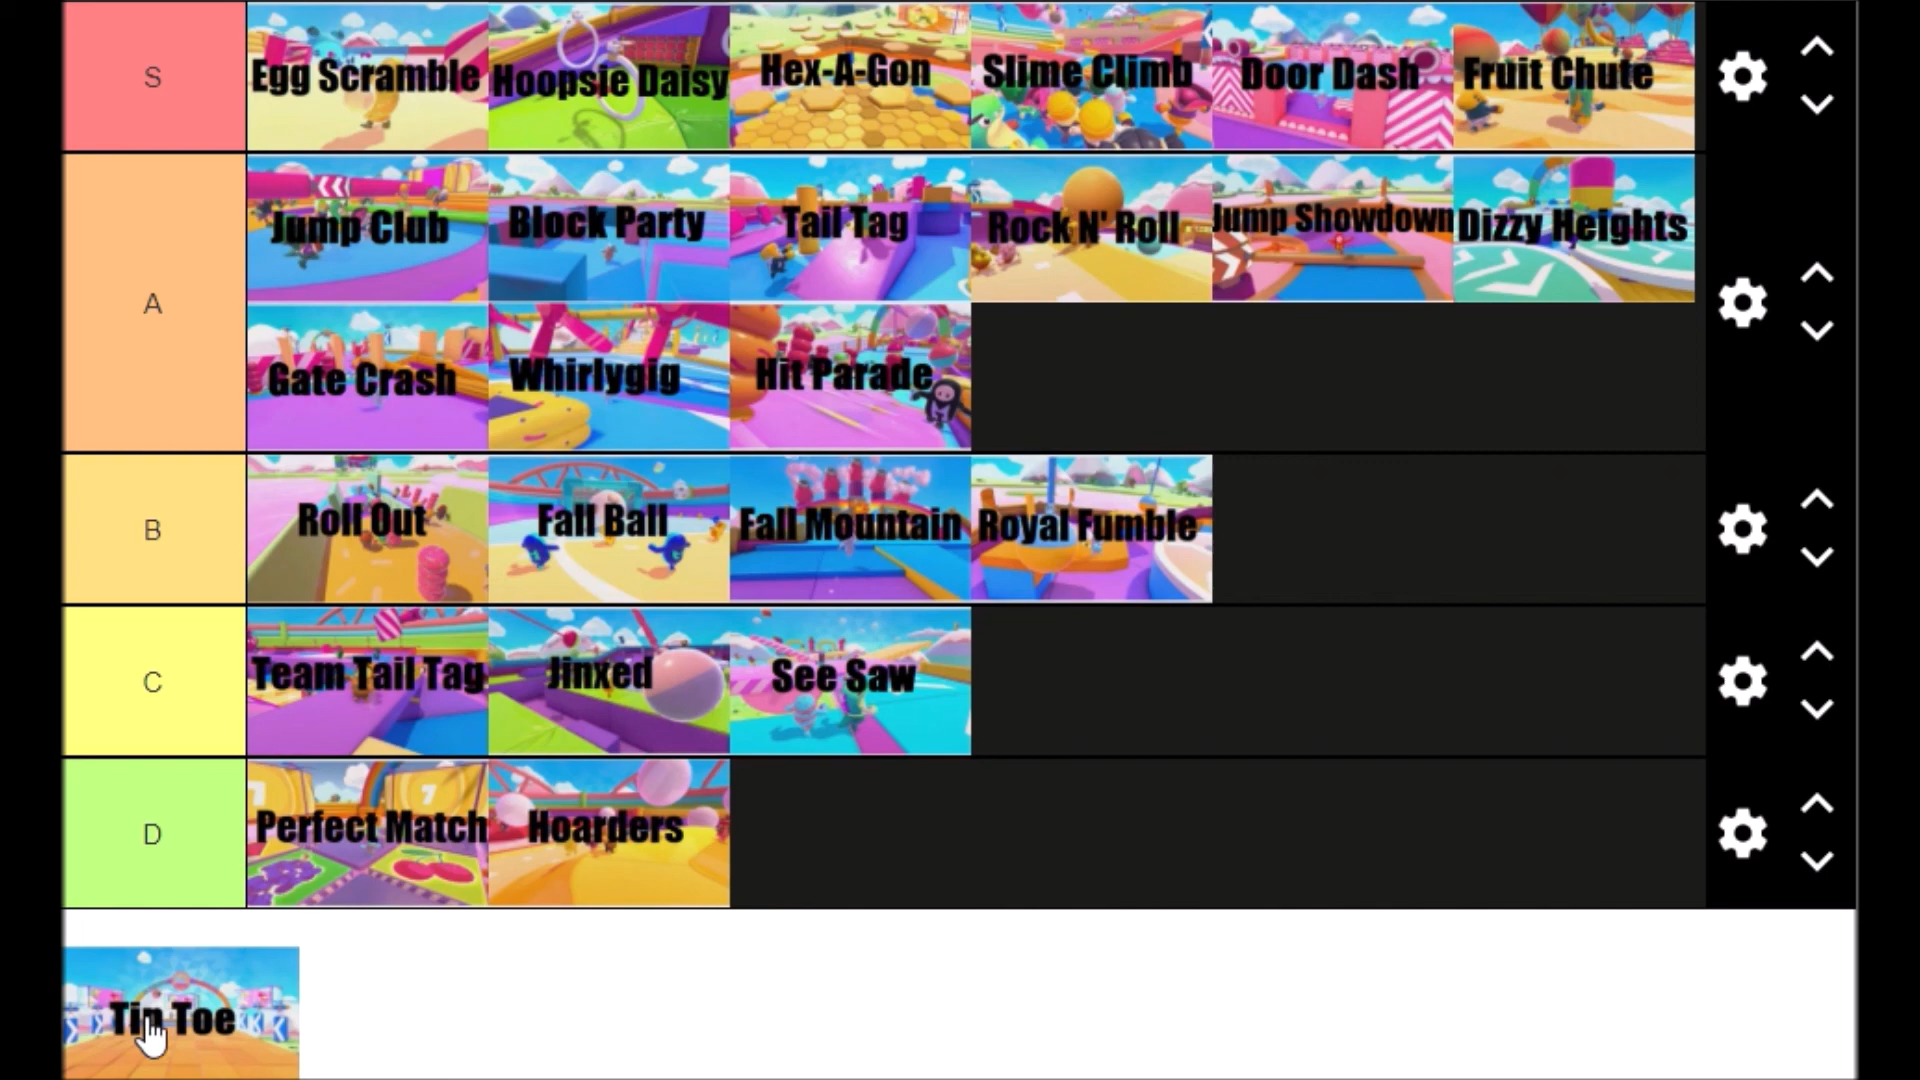 S
Egg Scramble
Hoopsie Daisy
Hex-A-Gon
Slime Climb
Door Dash
Fruit Chute
A
Jump Club
Block Party
Tail Tag
Rock N' Roll
Jump Showdown
Dizzy Heights
Gate Crash
Whirlygig
Hit Parade
B
Roll Out
Fall Ball
Fall Mountain
Royal Fumble
C
Team Tail Tag
Jinxed
See Saw
D
Perfect Match
Hoarders
Tip Toe